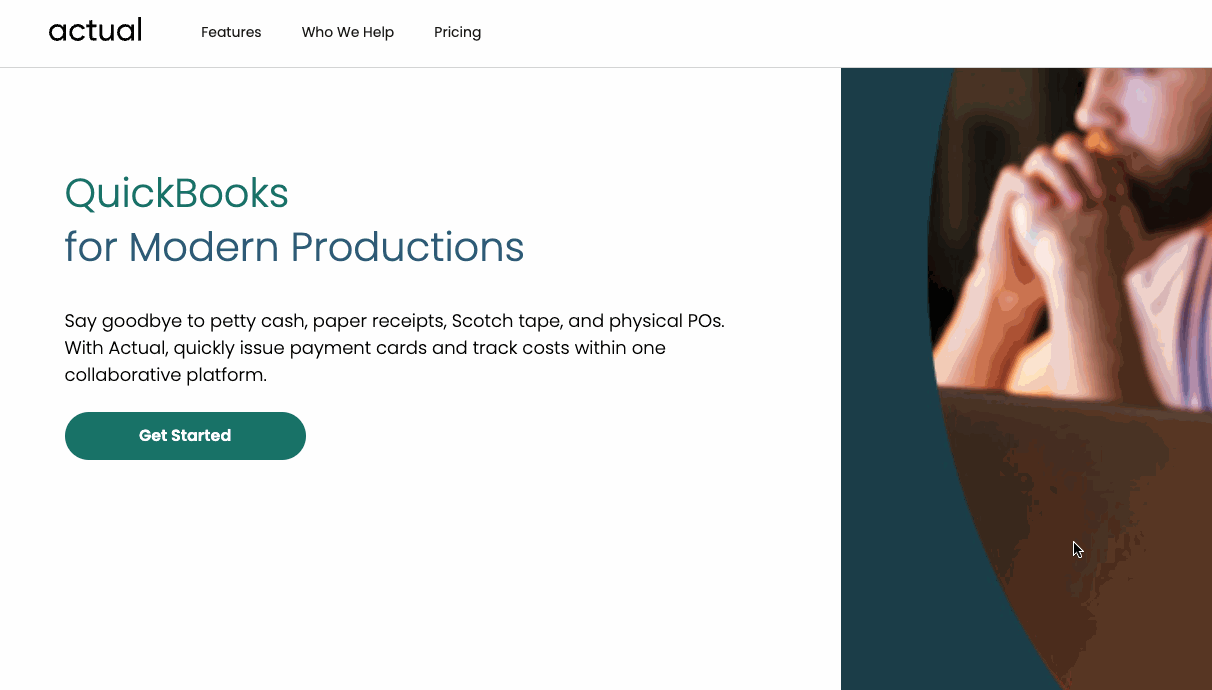 actual
Features
Who We Help
Pricing
QuickBooks
for Modern Productions
Say goodbye to petty cash, paper receipts, Scotch tape, and physical POs.
With Actual, quickly issue payment cards and track costs within one
collaborative platform.
Get Started